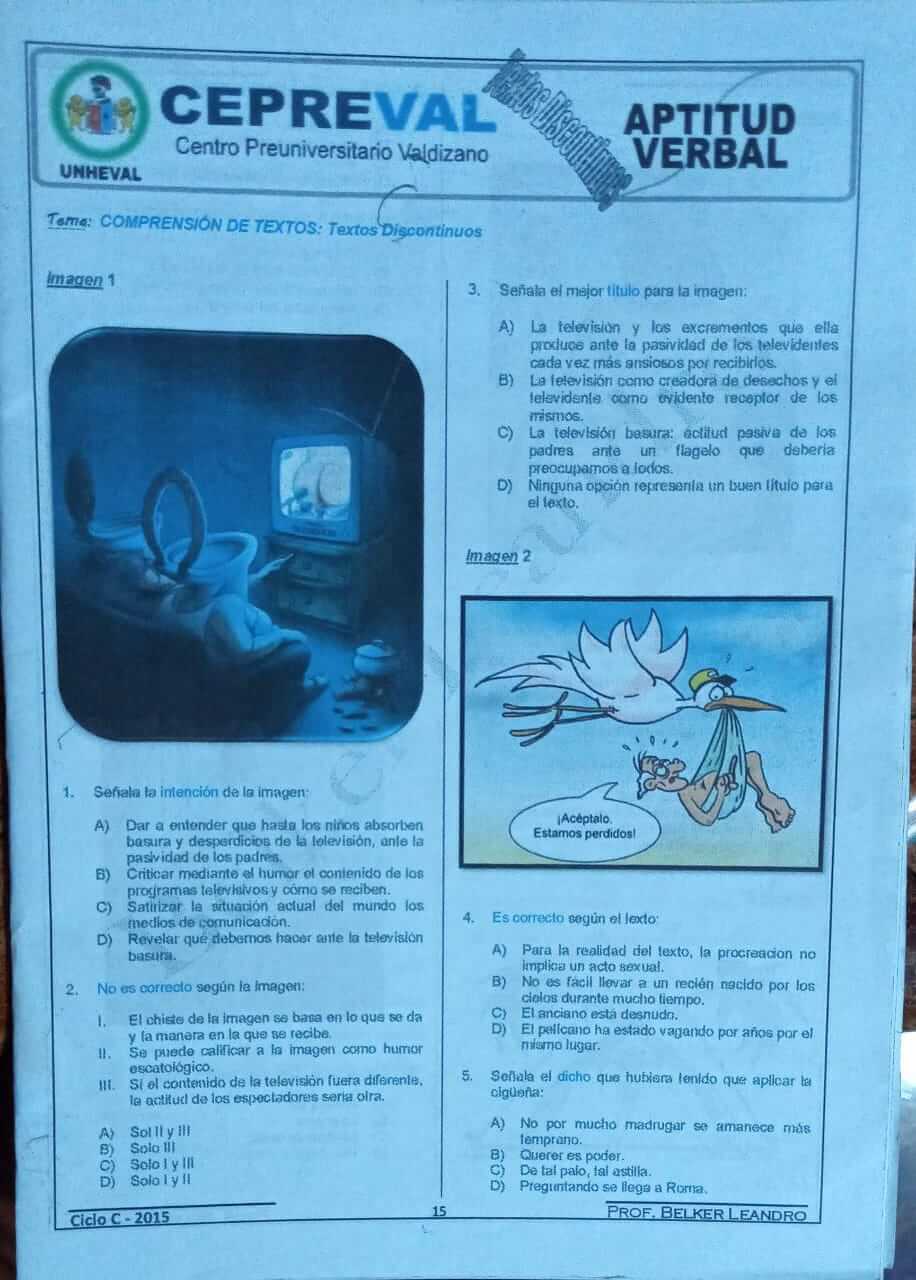 CEPREVAL
Centro Preuniversitario Valdizano
UNHEVAL
Textos Discontinuos
APTITUD
VERBAL
Tema: COMPRENSIÓN DE TEXTOS: Textos Discontinuos
Imagen 1
1. Señala la intención de la imagen:
A) Dar a entender que hasta los niños absorben
basura y desperdicios de la televisión, ante la
pasividad de los padres.
B) Criticar mediante el humor el contenido de los
programas televisivos y cómo se reciben.
C) Satirizar la situación actual del mundo los
medios de comunicación.
D) Revelar qué debemos hacer ante la televisión
basura.
2. No es correcto según la imagen:
I. El chiste de la imagen se basa en lo que se da
y la manera en la que se recibe.
II. Se puede calificar a la imagen como humor
escatológico.
III. Si el contenido de la televisión fuera diferente,
la actitud de los espectadores sería otra.
A) Sol II y III
B) Solo III
C) Solo I y III
D) Solo I y II
3. Señala el mejor título para la imagen:
A) La televisión y los excrementos que ella
produce ante la pasividad de los televidentes
cada vez más ansiosos por recibirlos.
B) La televisión como creadora de desechos y el
televidente como evidente receptor de los
mismos.
C) La televisión basura: actitud pasiva de los
padres ante un flagelo que debería
preocuparnos a todos.
D) Ninguna opción representa un buen título para
el texto.
Imagen 2
¡Acéptalo.
Estamos perdidos!
4. Es correcto según el texto:
A) Para la realidad del texto, la procreacion no
implica un acto sexual.
B) No es fácil llevar a un recién nacido por los
cielos durante mucho tiempo.
C) El anciano está desnudo.
D) El pelícano ha estado vagando por años por el
mismo lugar.
5. Señala el dicho que hubiera tenido que aplicar la
cigüeña:
A) No por mucho madrugar se amanece más
temprano.
B) Querer es poder.
C) De tal palo, tal astilla.
D) Preguntando se llega a Roma.
Ciclo C - 2015
15
PROF. BELKER LEANDRO